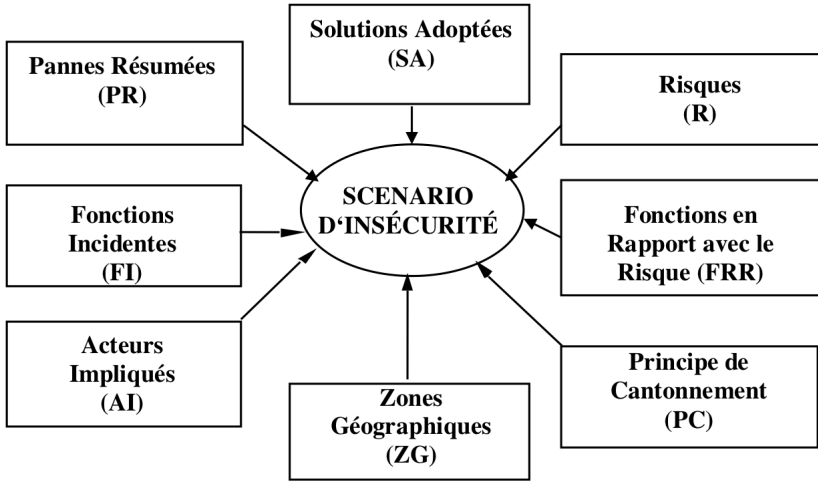 Solutions Adoptées
(SA)
Pannes Résumées
(PR)
Risques
(R)
SCENARIO
D‘INSÉCURITÉ
Fonctions
Incidentes
(FI)
Fonctions en
Rapport avec le
Risque (FRR)
Acteurs
Impliqués
(AI)
Zones
Géographiques
(ZG)
Principe de
Cantonnement
(PC)